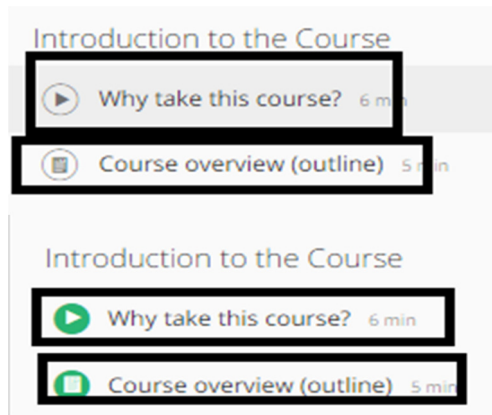 Introduction to the Course
Why take this course? 6 min
Course overview (outline) 5 min
Introduction to the Course
Why take this course? 6 min
Course overview (outline) 5 min